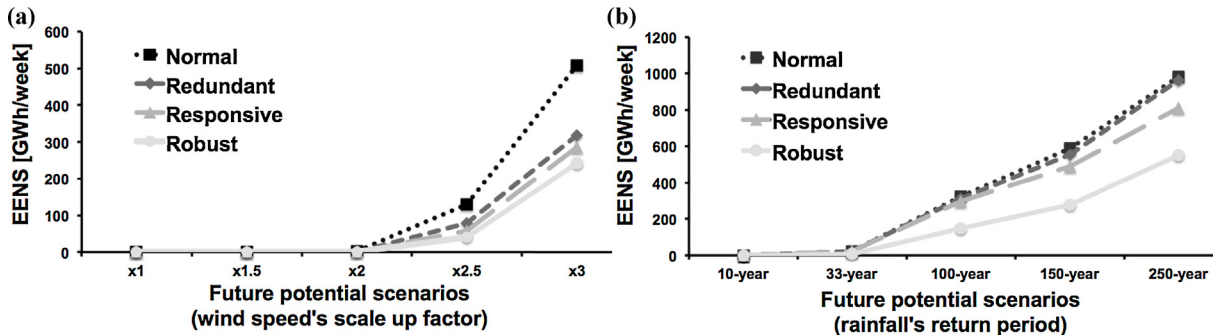 (a)
EENS [GWh/week]
600
500
400
300
200
100
0
Normal
Redundant
Responsive
Robust
x1 x1.5 x2 x2.5 x3
Future potential scenarios
(wind speed's scale up factor)
(b)
EENS [GWh/week]
1200
1000
800
600
400
200
0
Normal
Redundant
Responsive
Robust
10-year 33-year 100-year 150-year 250-year
Future potential scenarios
(rainfall's return period)